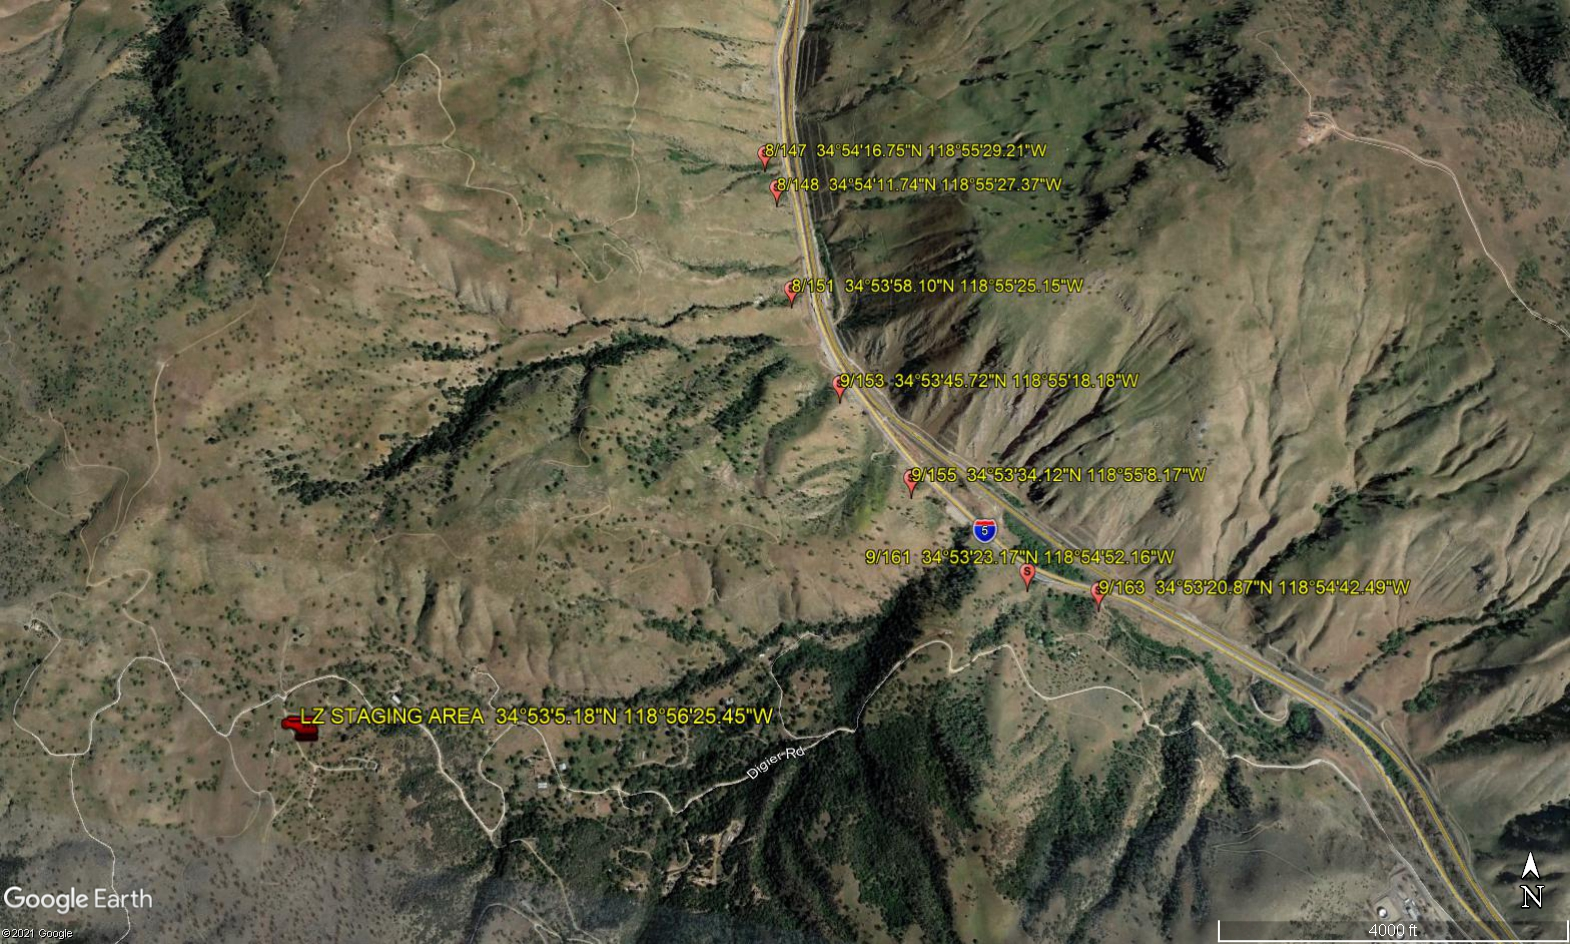 8/147 34°54'16.75"N 118°55'29.21"W
8/148 34°54'11.74"N 118°55'27.37"W
8/151 34°53'58.10"N 118°55'25.15"W
9/153 34°53'45.72"N 118°55'18.18"W
9/155 34°53'34.12"N 118°55'8.17"W
5
9/161 34°53'23.17"N 118°54'52.16"W
S
9/163 34°53'20.87"N 118°54'42.49"W
LZ STAGING AREA 34°53'5.18"N 118°56'25.45"W
Digier Rd
Google Earth
©2021 Google
N
4000 ft